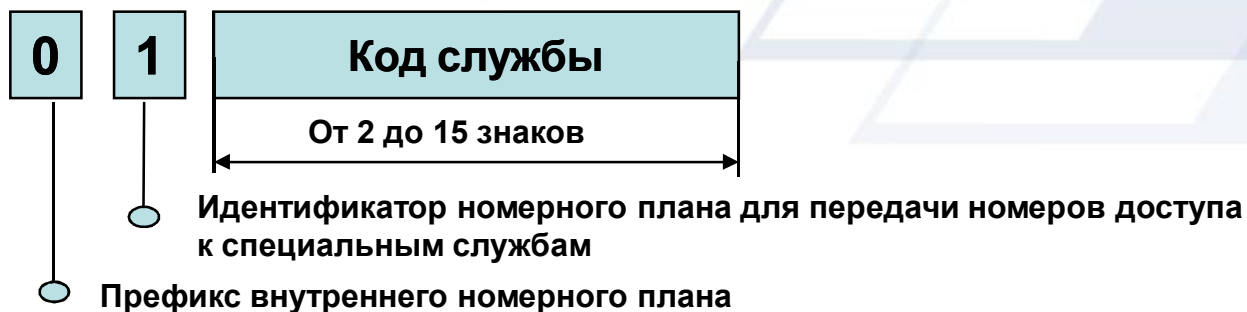 0 1 Код службы
От 2 до 15 знаков
Идентификатор номерного плана для передачи номеров доступа
к специальным службам
Префикс внутреннего номерного плана